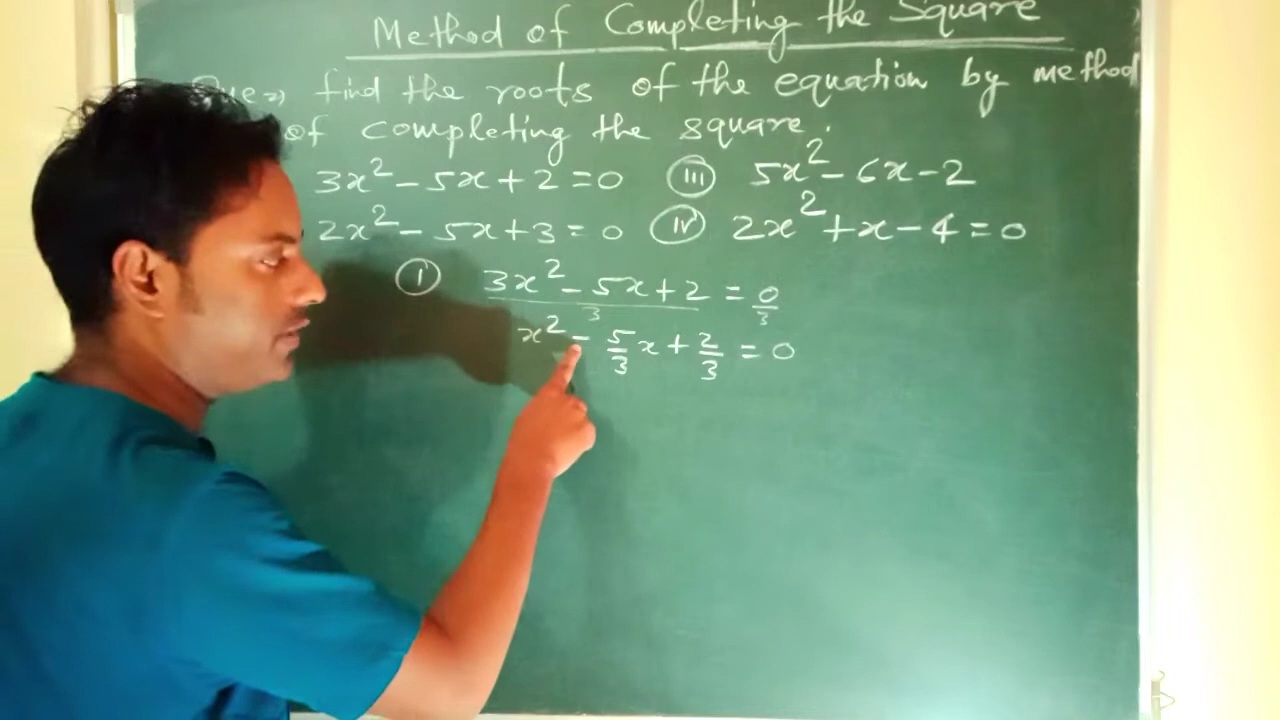 Method of Completing the Square
Que⇒ find the roots of the equation by method
of completing the square.
3x² − 5x + 2 = 0 (iii) 5x² − 6x − 2
2x² − 5x + 3 = 0 (iv) 2x² + x − 4 = 0
(i) 3x² − 5x + 2 / 3 = 0/3
x² − 5/3 x + 2/3 = 0